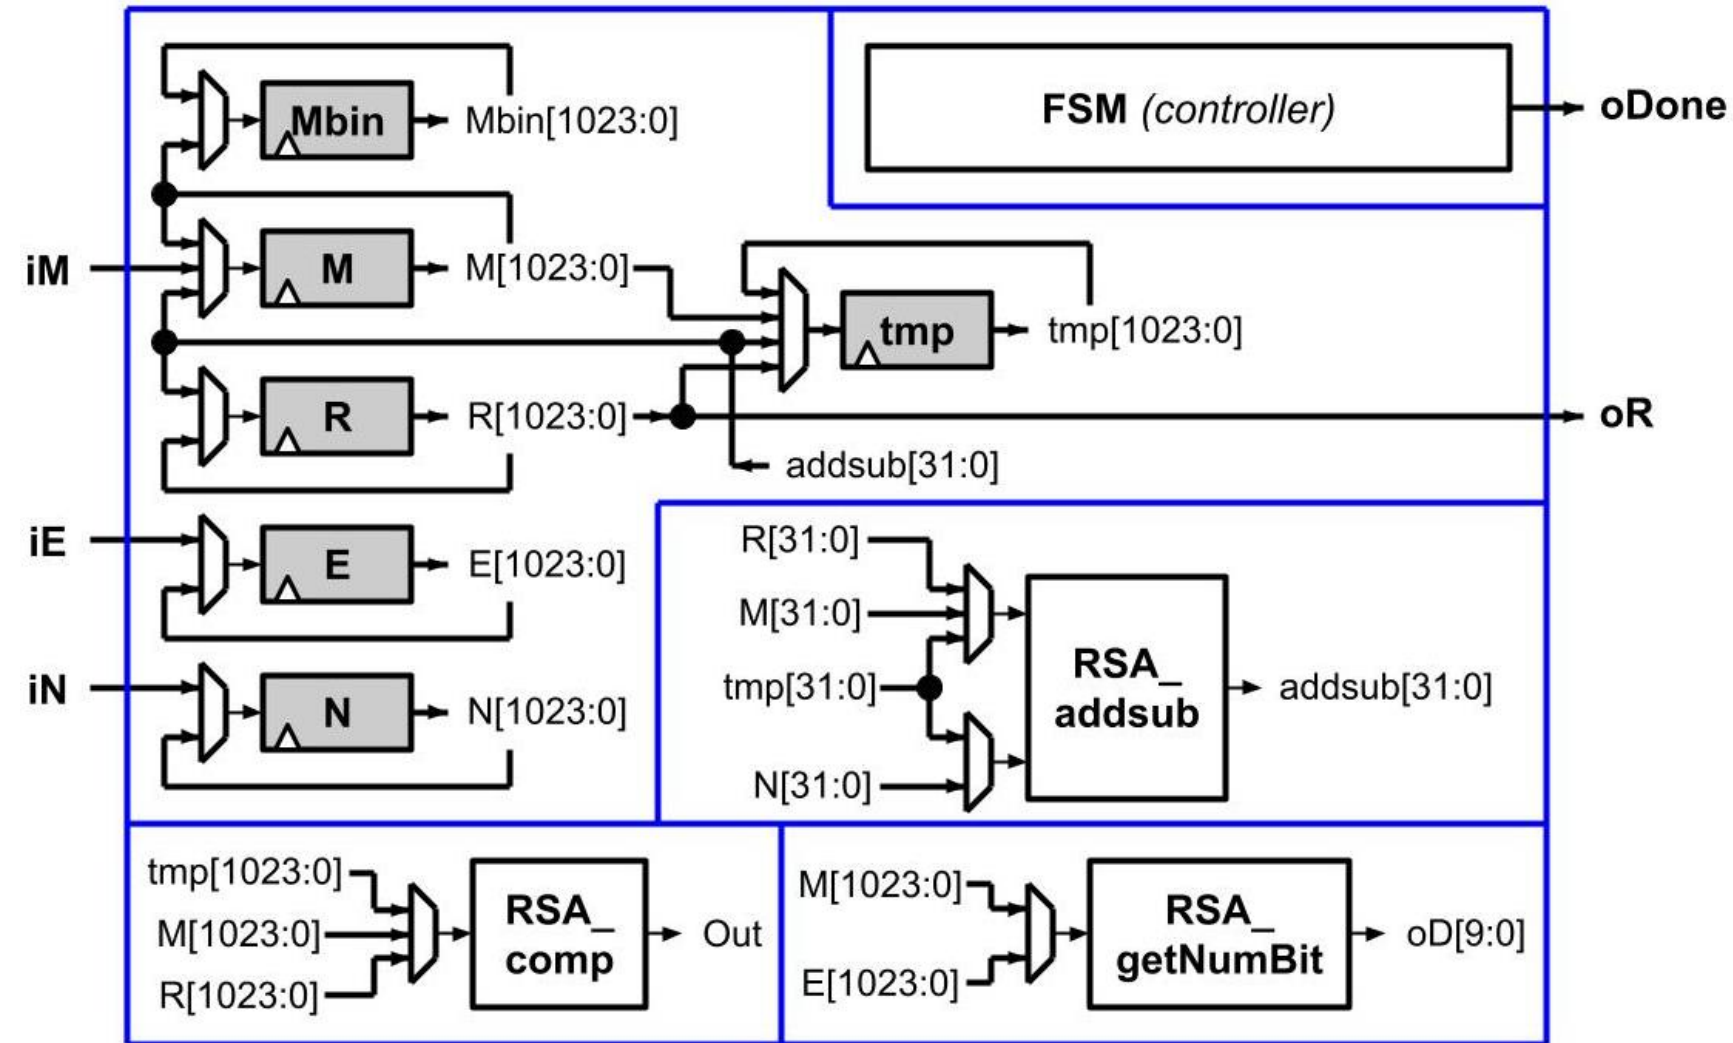 Mbin
Mbin[1023:0]
FSM (controller)
oDone
iM
M
M[1023:0]
tmp
tmp[1023:0]
R
R[1023:0]
oR
addsub[31:0]
iE
E
E[1023:0]
iN
N
N[1023:0]
R[31:0]
M[31:0]
tmp[31:0]
N[31:0]
RSA_
addsub
addsub[31:0]
tmp[1023:0]
M[1023:0]
R[1023:0]
RSA_
comp
Out
M[1023:0]
E[1023:0]
RSA_
getNumBit
oD[9:0]